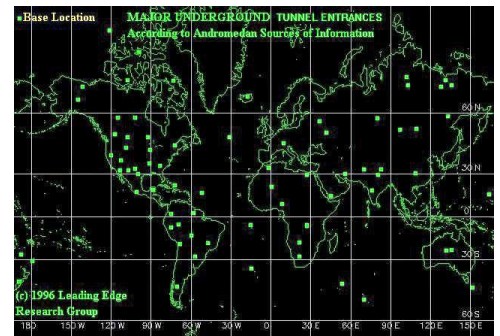 Base Location
MAJOR UNDERGROUND TUNNEL ENTRANCES
According to Andromedan Sources of Information
60 N
30 N
0
30 S
60 S
(c) 1996 Leading Edge
Research Group
180 150 W 120 W 90 W 60 W 30 W 0 30 E 60 E 90 E 120 E 150 E